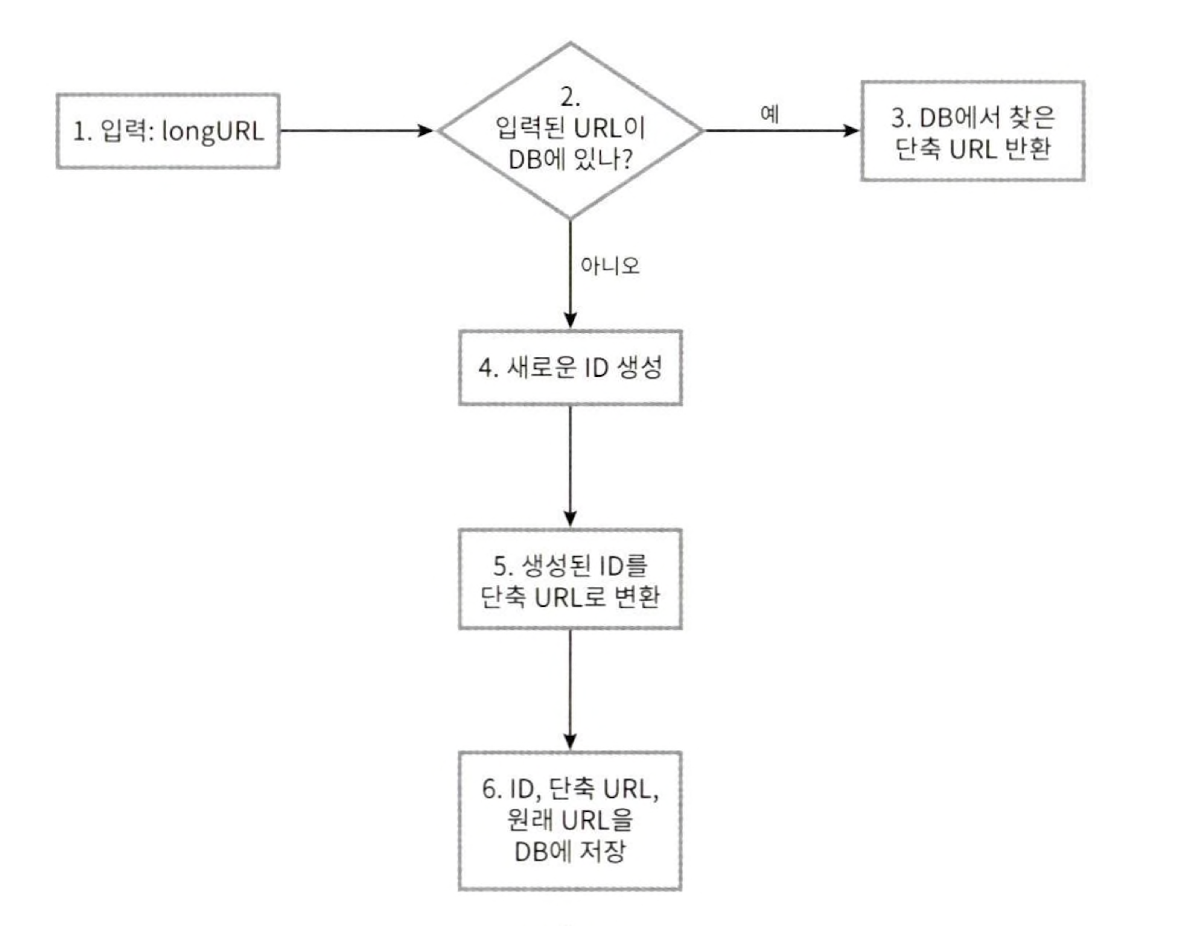 1. 입력: longURL
2.
입력된 URL이
DB에 있나?
예
3. DB에서 찾은
단축 URL 반환
아니오
4. 새로운 ID 생성
5. 생성된 ID를
단축 URL로 변환
6. ID, 단축 URL,
원래 URL을
DB에 저장